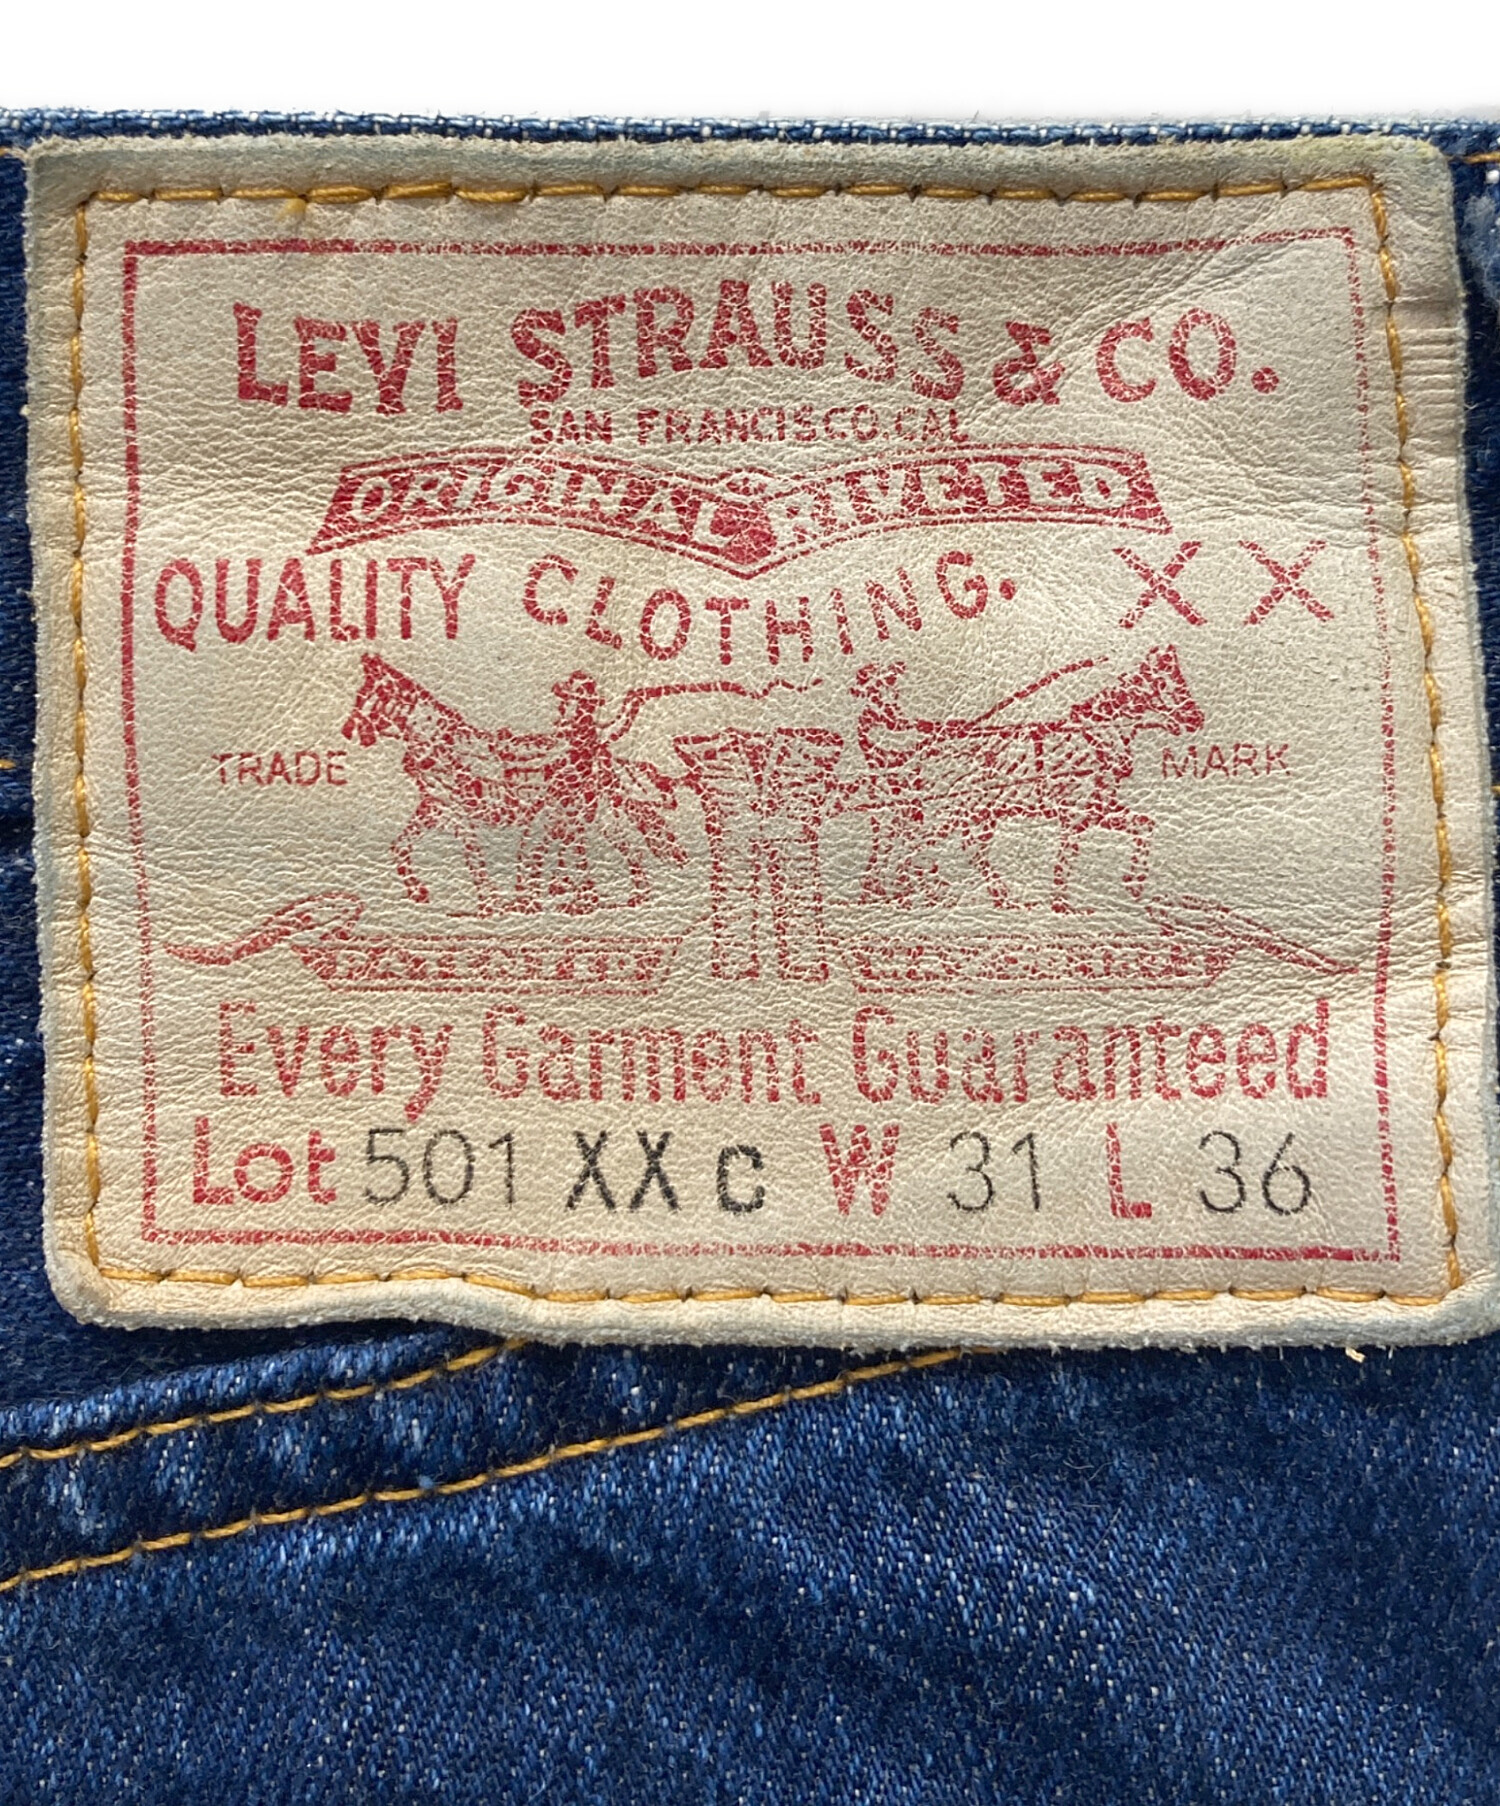 LEVI STRAUSS & CO.
SAN FRANCISCO, CAL
ORIGINAL RIVETED
QUALITY CLOTHING. XX
TRADE MARK
Every Garment Guaranteed
Lot 501 XX C W 31 L 36